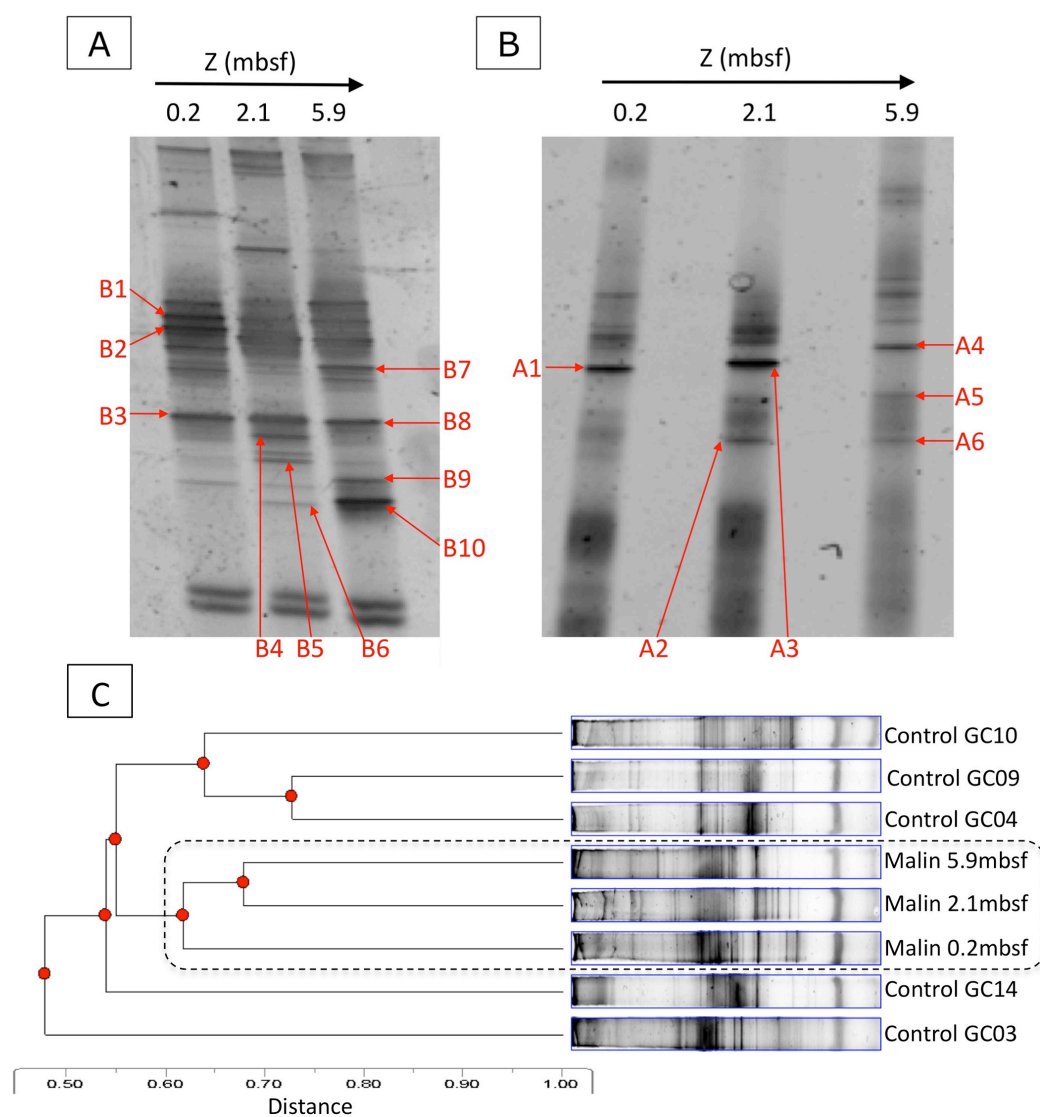 A
Z (mbsf)
0.2 2.1 5.9
B1
B2
B3
B4 B5 B6
B7
B8
B9
B10
B
Z (mbsf)
0.2 2.1 5.9
A1
A2 A3
A4
A5
A6
C
Control GC10
Control GC09
Control GC04
Malin 5.9mbsf
Malin 2.1mbsf
Malin 0.2mbsf
Control GC14
Control GC03
0.50 0.60 0.70 0.80 0.90 1.00
Distance